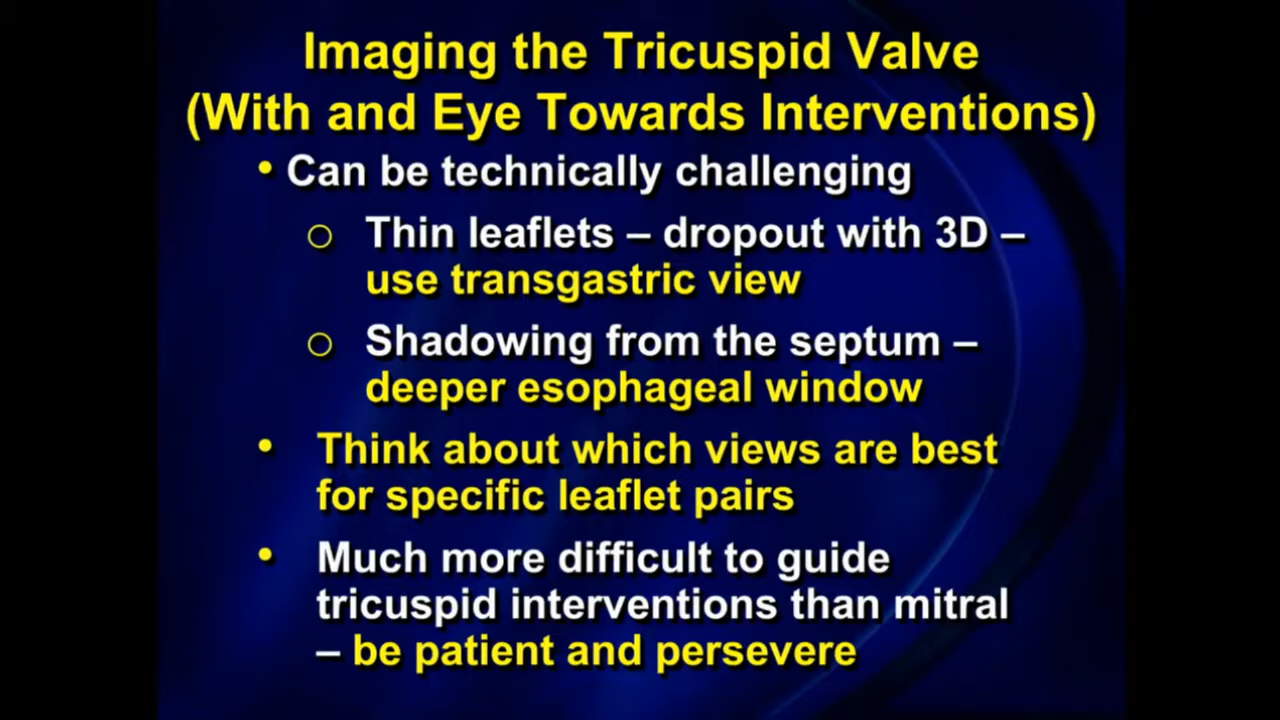 Imaging the Tricuspid Valve
(With and Eye Towards Interventions)
• Can be technically challenging
o Thin leaflets – dropout with 3D –
use transgastric view
o Shadowing from the septum –
deeper esophageal window
• Think about which views are best
for specific leaflet pairs
• Much more difficult to guide
tricuspid interventions than mitral
– be patient and persevere